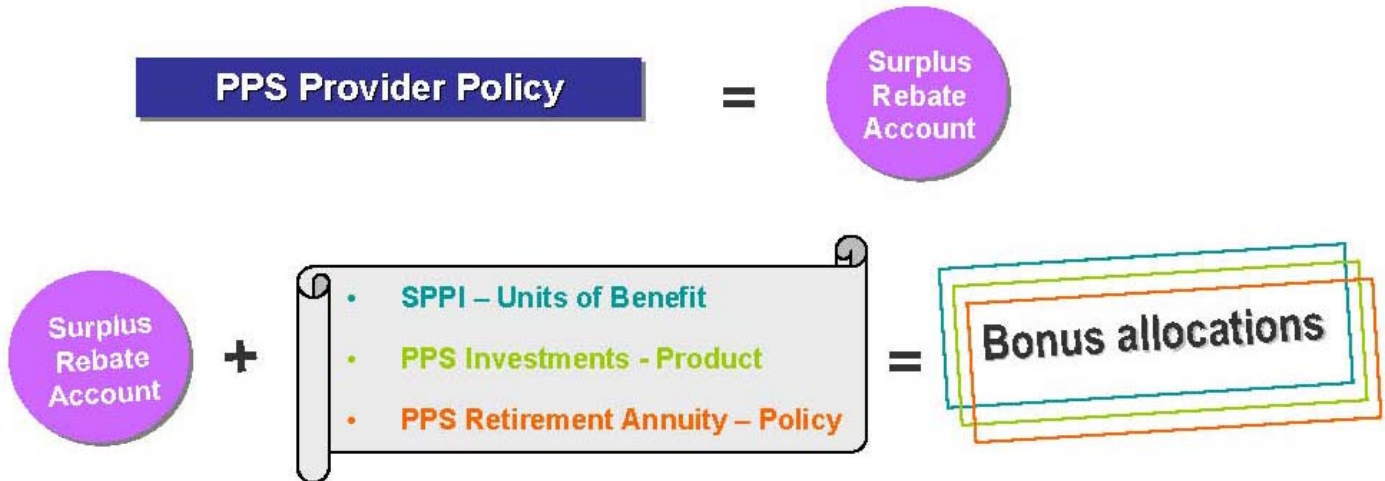 PPS Provider Policy
=
Surplus
Rebate
Account
Surplus
Rebate
Account
+
• SPPI – Units of Benefit
• PPS Investments - Product
• PPS Retirement Annuity – Policy
=
Bonus allocations